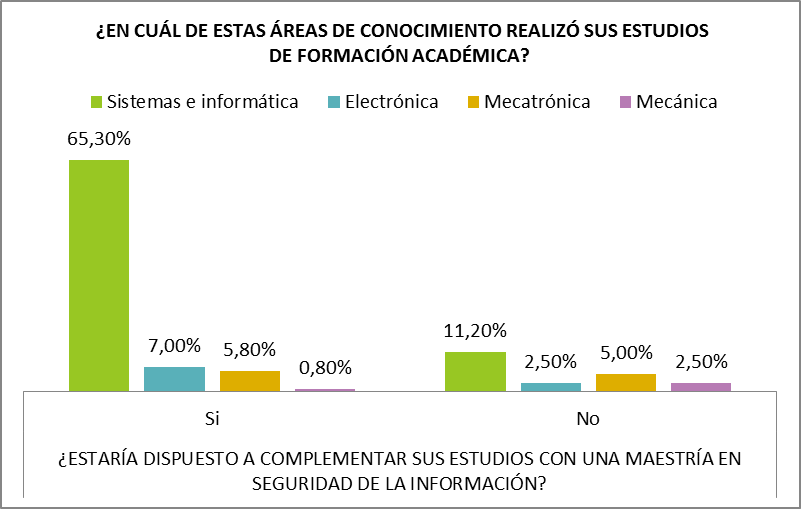 ¿EN CUÁL DE ESTAS ÁREAS DE CONOCIMIENTO REALIZÓ SUS ESTUDIOS
DE FORMACIÓN ACADÉMICA?
Sistemas e informática Electrónica Mecatrónica Mecánica
65,30%
7,00% 5,80% 0,80%
11,20% 2,50% 5,00% 2,50%
Si No
¿ESTARÍA DISPUESTO A COMPLEMENTAR SUS ESTUDIOS CON UNA MAESTRÍA EN
SEGURIDAD DE LA INFORMACIÓN?